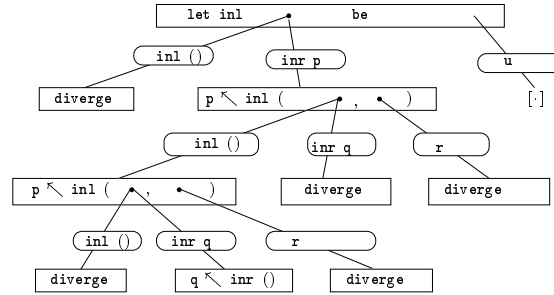 let inl • be
inl () inr p u
diverge p ↖ inl ( • , • ) [·]
inl () inr q r
p ↖ inl ( • , • ) diverge diverge
inl () inr q r
diverge q ↖ inr () diverge